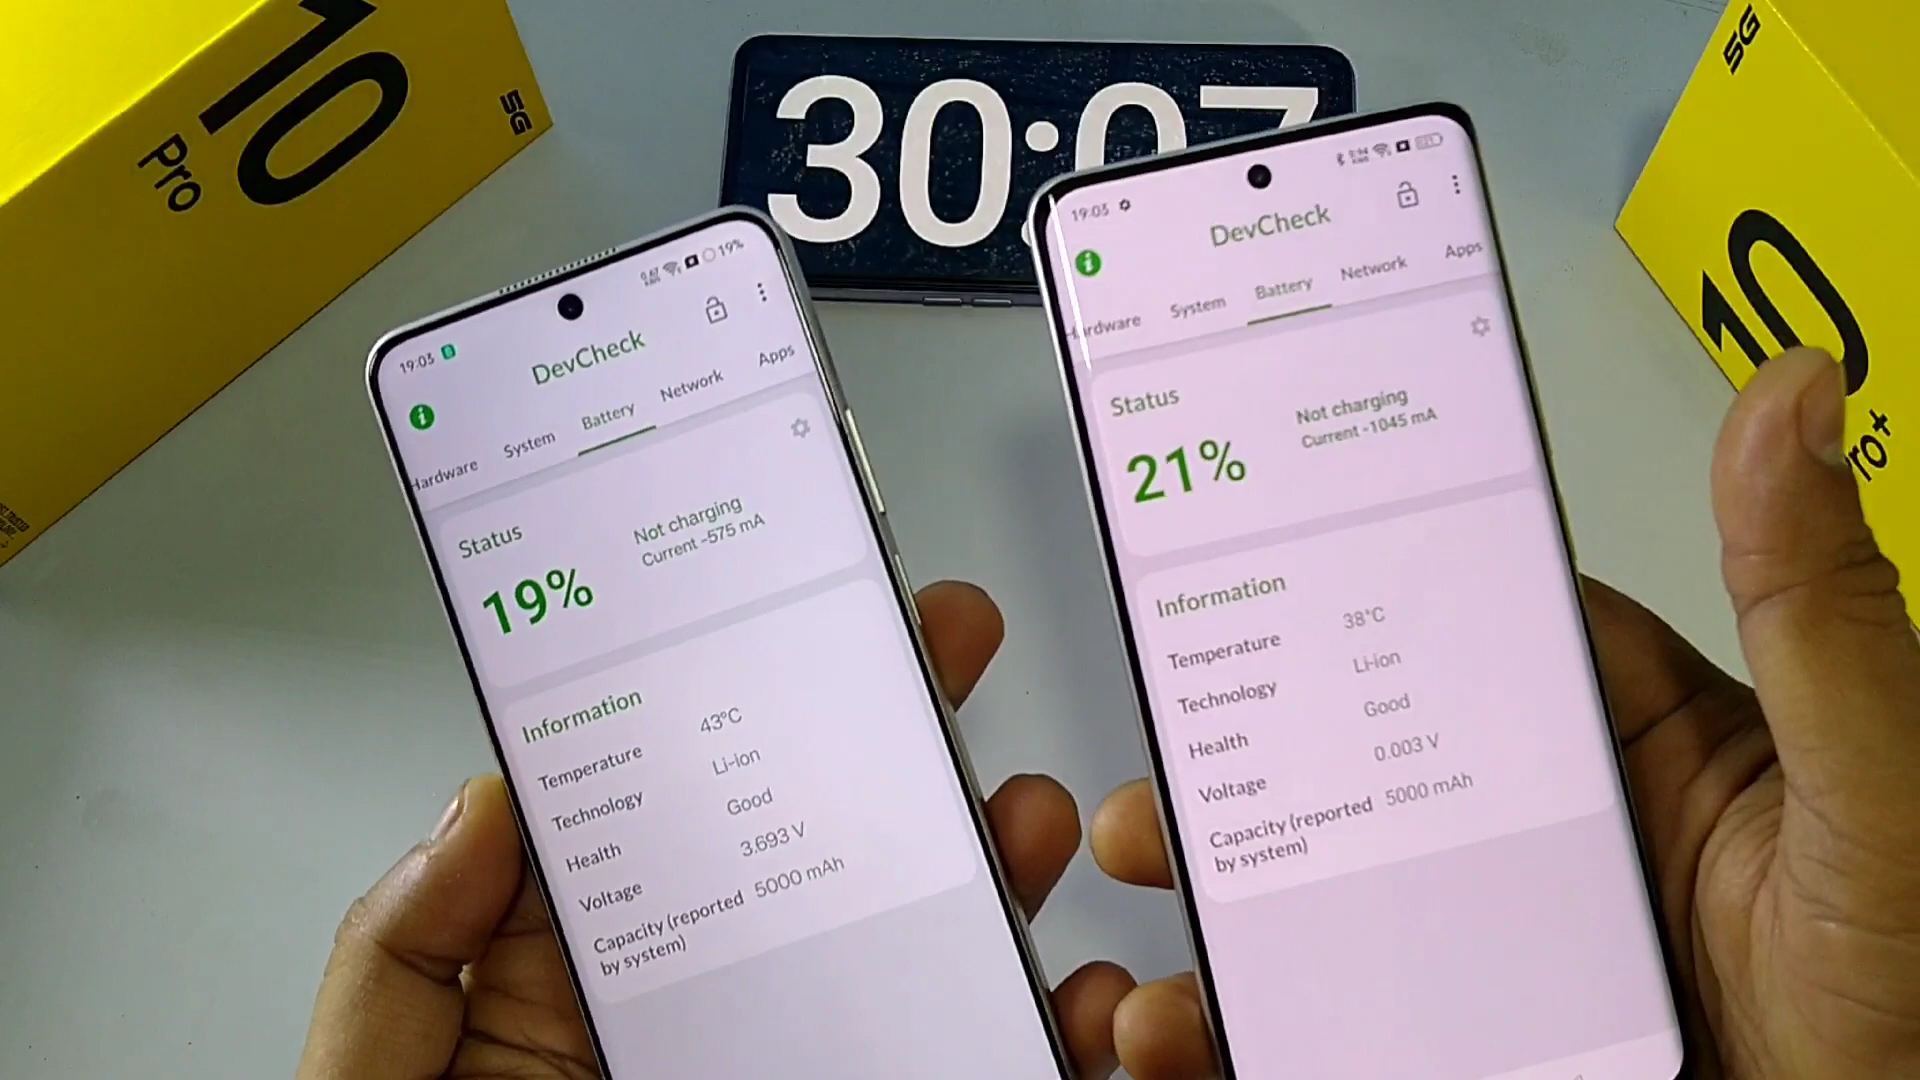 10
Pro
5G
30:07
5G
10
Pro+
19:03
19%
DevCheck
Hardware
System
Battery
Network
Apps
Status
19%
Not charging
Current -575 mA
Information
Temperature 43°C
Technology Li-ion
Health Good
Voltage 3.693 V
Capacity (reported 5000 mAh
by system)
19:03
DevCheck
Hardware
System
Battery
Network
Apps
Status
21%
Not charging
Current -1045 mA
Information
Temperature 38°C
Technology Li-ion
Health Good
Voltage 0.003 V
Capacity (reported 5000 mAh
by system)